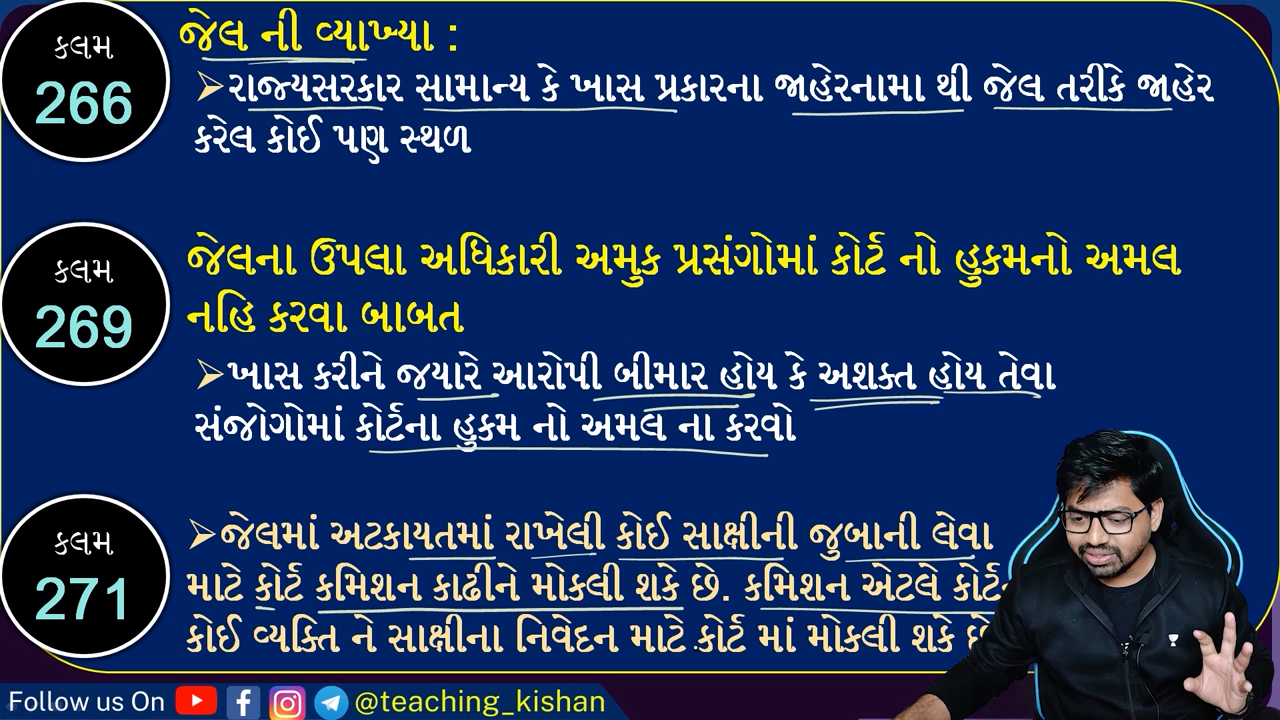 કલમ
266
જેલ ની વ્યાખ્યા :
➢રાજ્યસરકાર સામાન્ય કે ખાસ પ્રકારના જાહેરનામા થી જેલ તરીકે જાહેર
કરેલ કોઈ પણ સ્થળ
કલમ
269
જેલના ઉપલા અધિકારી અમુક પ્રસંગોમાં કોર્ટ નો હુકમનો અમલ
નહિ કરવા બાબત
➢ખાસ કરીને જયારે આરોપી બીમાર હોય કે અશક્ત હોય તેવા
સંજોગોમાં કોર્ટના હુકમ નો અમલ ના કરવો
કલમ
271
➢જેલમાં અટકાયતમાં રાખેલી કોઈ સાક્ષીની જુબાની લેવા
માટે કોર્ટ કમિશન કાઢીને મોકલી શકે છે. કમિશન એટલે
કોઈ વ્યક્તિ ને સાક્ષીના નિવેદન માટે કોર્ટ માં મોકલી શકે
Follow us On @teaching_kishan